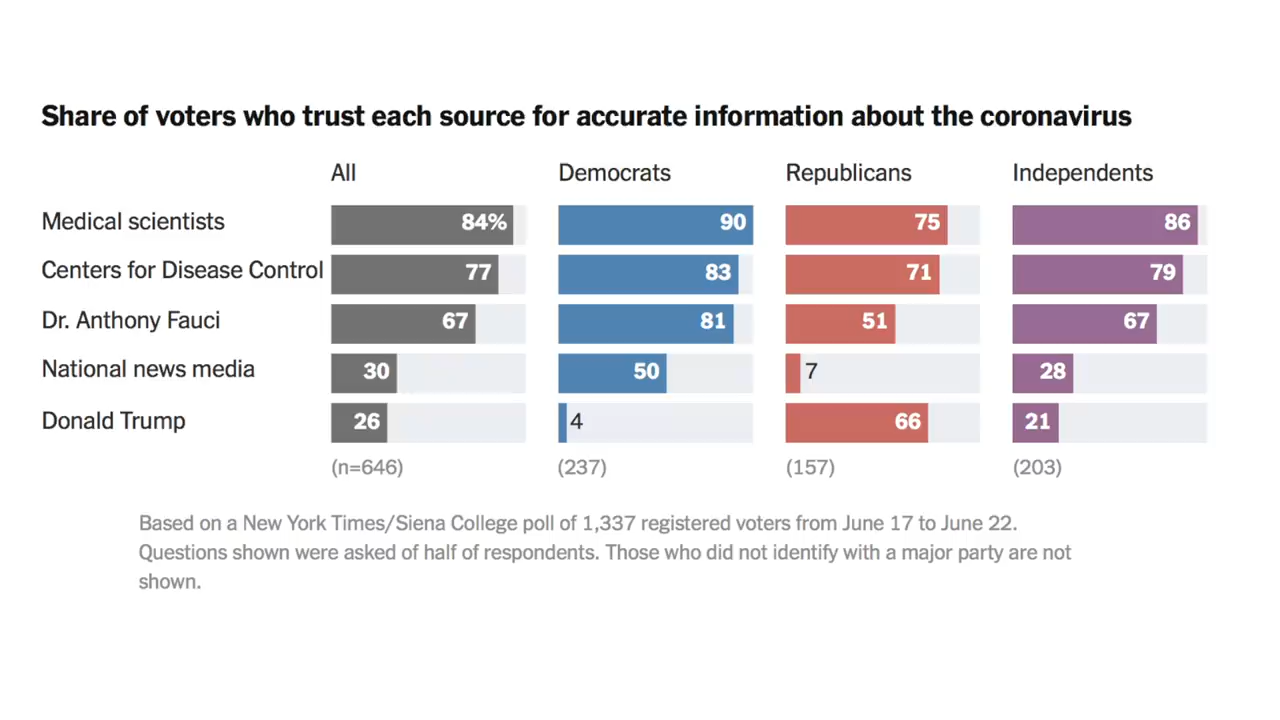 Share of voters who trust each source for accurate information about the coronavirus
All Democrats Republicans Independents
Medical scientists 84% 90 75 86
Centers for Disease Control 77 83 71 79
Dr. Anthony Fauci 67 81 51 67
National news media 30 50 7 28
Donald Trump 26 4 66 21
(n=646) (237) (157) (203)
Based on a New York Times/Siena College poll of 1,337 registered voters from June 17 to June 22.
Questions shown were asked of half of respondents. Those who did not identify with a major party are not
shown.